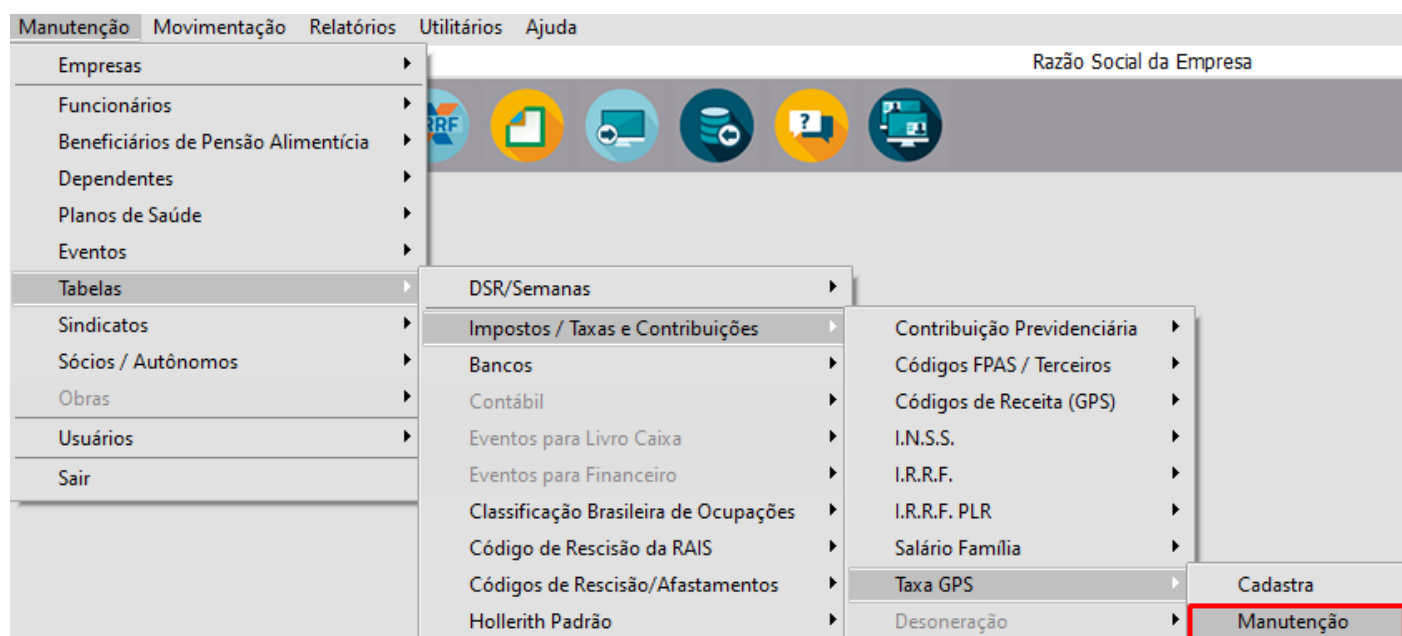 Manutenção Movimentação Relatórios Utilitários Ajuda
Razão Social da Empresa
Empresas
Funcionários
Beneficiários de Pensão Alimentícia
Dependentes
Planos de Saúde
Eventos
Tabelas
Sindicatos
Sócios / Autônomos
Obras
Usuários
Sair
RRF
?
DSR/Semanas
Impostos / Taxas e Contribuições
Bancos
Contábil
Eventos para Livro Caixa
Eventos para Financeiro
Classificação Brasileira de Ocupações
Código de Rescisão da RAIS
Códigos de Rescisão/Afastamentos
Hollerith Padrão
Contribuição Previdenciária
Códigos FPAS / Terceiros
Códigos de Receita (GPS)
I.N.S.S.
I.R.R.F.
I.R.R.F. PLR
Salário Família
Taxa GPS
Desoneração
Cadastra
Manutenção